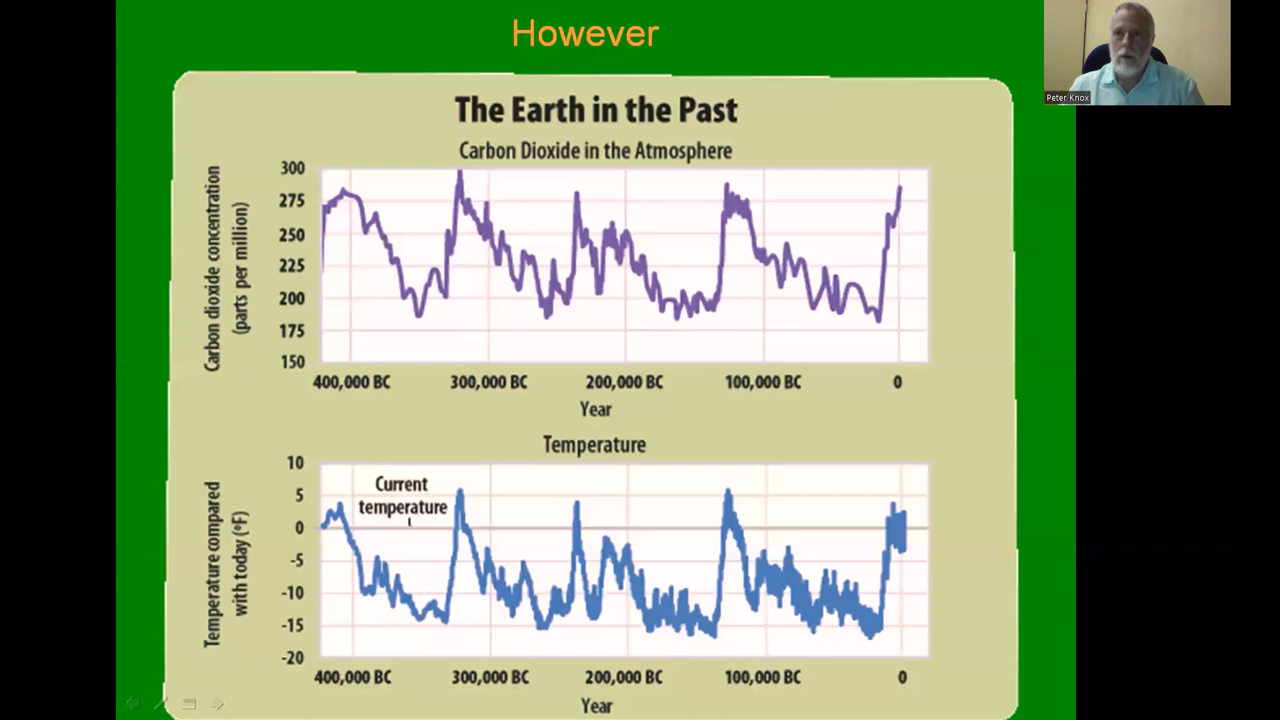 However
Peter Knox
The Earth in the Past
Carbon Dioxide in the Atmosphere
Carbon dioxide concentration
(parts per million)
300
275
250
225
200
175
150
400,000 BC 300,000 BC 200,000 BC 100,000 BC 0
Year
Temperature
Temperature compared
with today (°F)
10
5
0
-5
-10
-15
-20
Current
temperature
400,000 BC 300,000 BC 200,000 BC 100,000 BC 0
Year